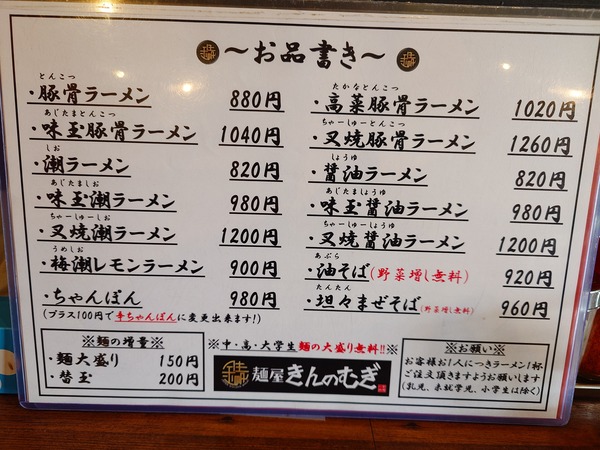 ～お品書き～
とんこつ
・豚骨ラーメン 880円
あじたまとんこつ
・味玉豚骨ラーメン 1040円
しお
・潮ラーメン 820円
あじたましお
・味玉潮ラーメン 980円
ちゃーしゅーしお
・叉焼潮ラーメン 1200円
うめしお
・梅潮レモンラーメン 900円
・ちゃんぽん 980円
(プラス100円で辛ちゃんぽんに変更出来ます!)
たかなとんこつ
・高菜豚骨ラーメン 1020円
ちゃーしゅーとんこつ
・叉焼豚骨ラーメン 1260円
しょうゆ
・醤油ラーメン 820円
あじたましょうゆ
・味玉醤油ラーメン 980円
ちゃーしゅーしょうゆ
・叉焼醤油ラーメン 1200円
あぶら
・油そば(野菜増し無料) 920円
たんたん
・坦々まぜそば(野菜増し無料) 960円
※麺の増量※
・麺大盛り 150円
・替玉 200円
※中・高・大学生麺の大盛り無料!!※
麺屋きんのむぎ
※お願い※
お客様お1人につきラーメン1杯
ご注文頂きますようお願いします
(乳児、未就学児、小学生は除く)